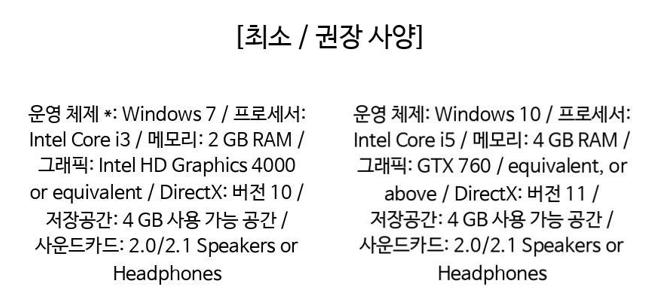 [최소 / 권장 사양]
운영 체제 *: Windows 7 / 프로세서:
Intel Core i3 / 메모리: 2 GB RAM /
그래픽: Intel HD Graphics 4000
or equivalent / DirectX: 버전 10 /
저장공간: 4 GB 사용 가능 공간 /
사운드카드: 2.0/2.1 Speakers or
Headphones
운영 체제: Windows 10 / 프로세서:
Intel Core i5 / 메모리: 4 GB RAM /
그래픽: GTX 760 / equivalent, or
above / DirectX: 버전 11 /
저장공간: 4 GB 사용 가능 공간 /
사운드카드: 2.0/2.1 Speakers or
Headphones